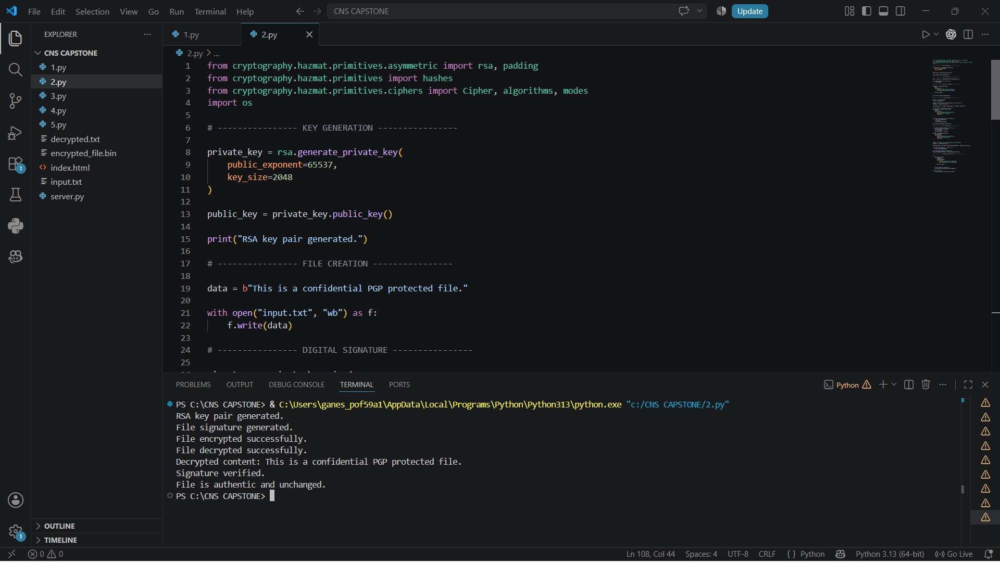 File Edit Selection View Go Run Terminal Help
CNS CAPSTONE
Update
EXPLORER
CNS CAPSTONE
1.py
2.py
3.py
4.py
5.py
decrypted.txt
encrypted_file.bin
index.html
input.txt
server.py
OUTLINE
TIMELINE
1
1
1.py
2.py
2.py > ...
1 from cryptography.hazmat.primitives.asymmetric import rsa, padding
2 from cryptography.hazmat.primitives import hashes
3 from cryptography.hazmat.primitives.ciphers import Cipher, algorithms, modes
4 import os
5
6 # ---------------- KEY GENERATION ----------------
7
8 private_key = rsa.generate_private_key(
9     public_exponent=65537,
10     key_size=2048
11 )
12
13 public_key = private_key.public_key()
14
15 print("RSA key pair generated.")
16
17 # ---------------- FILE CREATION ----------------
18
19 data = b"This is a confidential PGP protected file."
20
21 with open("input.txt", "wb") as f:
22     f.write(data)
23
24 # ---------------- DIGITAL SIGNATURE ----------------
25
PROBLEMS OUTPUT DEBUG CONSOLE TERMINAL PORTS
Python
PS C:\CNS CAPSTONE> & C:\Users\ganes_pof59a1\AppData\Local\Programs\Python\Python313\python.exe "c:/CNS CAPSTONE/2.py"
RSA key pair generated.
File signature generated.
File encrypted successfully.
File decrypted successfully.
Decrypted content: This is a confidential PGP protected file.
Signature verified.
File is authentic and unchanged.
PS C:\CNS CAPSTONE>
0 0
Ln 108, Col 44 Spaces: 4 UTF-8 CRLF { } Python Python 3.13 (64-bit) Go Live